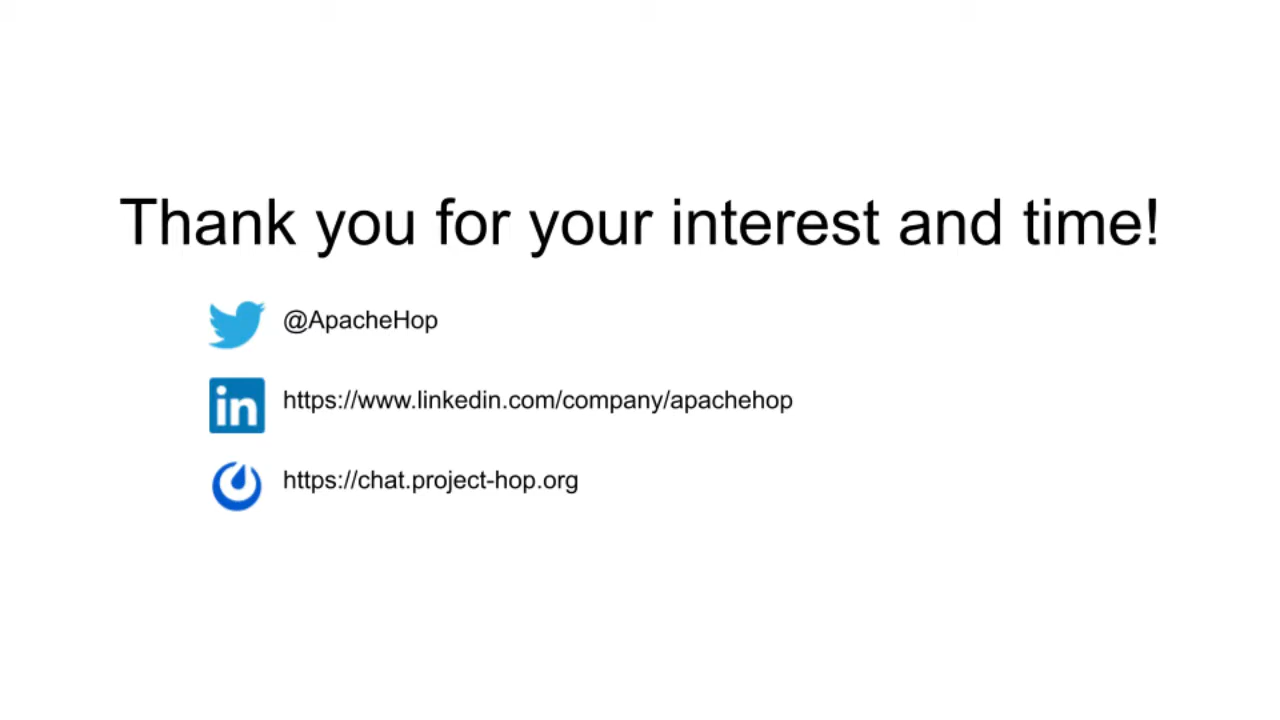 Thank you for your interest and time!
@ApacheHop
in https://www.linkedin.com/company/apachehop
https://chat.project-hop.org